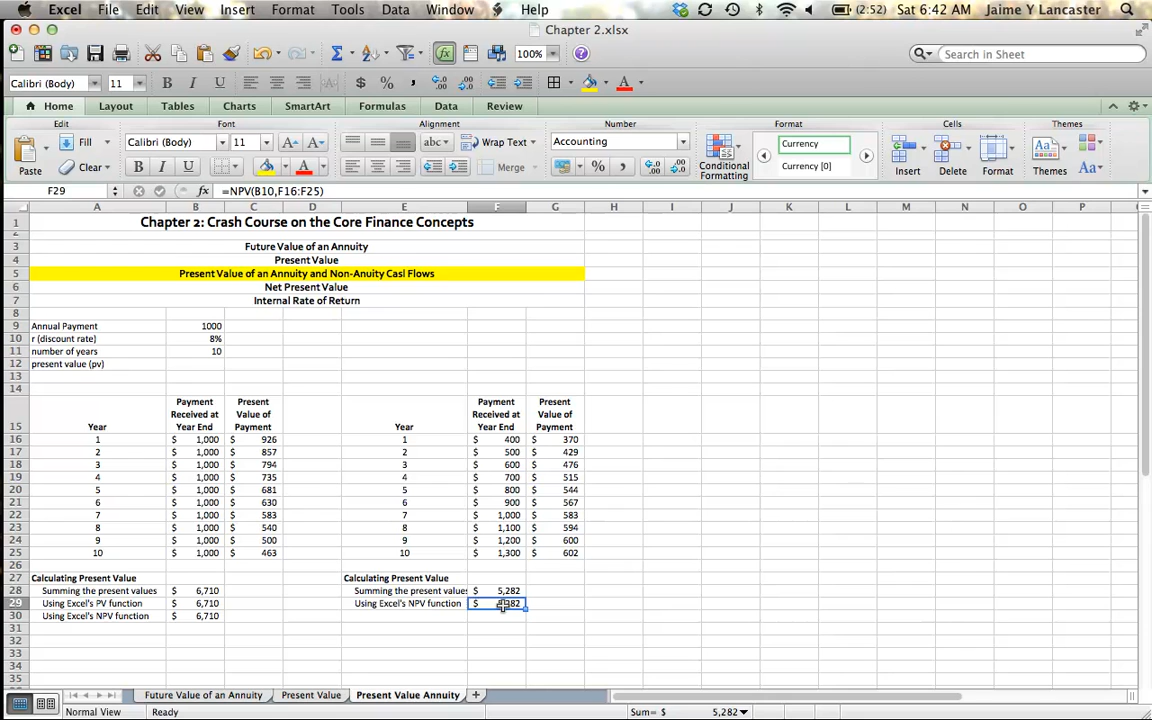 Excel File Edit View Insert Format Tools Data Window Help (2:52) Sat 6:42 AM Jaime Y Lancaster
Chapter 2.xlsx
100% Search in Sheet
Calibri (Body) 11 B I U
Home Layout Tables Charts SmartArt Formulas Data Review
Edit Font Alignment Number Format Cells Themes
Paste Fill Clear Calibri (Body) 11 B I U abc Wrap Text Merge Accounting Conditional Formatting Currency Currency [0] Insert Delete Format Themes Aa
F29 fx =NPV(B10,F16:F25)
A B C D E F G H I J K L M N O P
1 Chapter 2: Crash Course on the Core Finance Concepts
3 Future Value of an Annuity
4 Present Value
5 Present Value of an Annuity and Non-Anuity Casl Flows
6 Net Present Value
7 Internal Rate of Return
8
9 Annual Payment 1000
10 r (discount rate) 8%
11 number of years 10
12 present value (pv)
13
14
15 Year Payment Received at Year End Present Value of Payment Year Payment Received at Year End Present Value of Payment
16 1 $ 1,000 $ 926 1 $ 400 $ 370
17 2 $ 1,000 $ 857 2 $ 500 $ 429
18 3 $ 1,000 $ 794 3 $ 600 $ 476
19 4 $ 1,000 $ 735 4 $ 700 $ 515
20 5 $ 1,000 $ 681 5 $ 800 $ 544
21 6 $ 1,000 $ 630 6 $ 900 $ 567
22 7 $ 1,000 $ 583 7 $ 1,000 $ 583
23 8 $ 1,000 $ 540 8 $ 1,100 $ 594
24 9 $ 1,000 $ 500 9 $ 1,200 $ 600
25 10 $ 1,000 $ 463 10 $ 1,300 $ 602
26
27 Calculating Present Value Calculating Present Value
28 Summing the present values $ 6,710 Summing the present values $ 5,282
29 Using Excel's PV function $ 6,710 Using Excel's NPV function $
30 Using Excel's NPV function $ 6,710
31
32
33
34
35
Future Value of an Annuity Present Value Present Value Annuity +
Normal View Ready Sum= $ 5,282